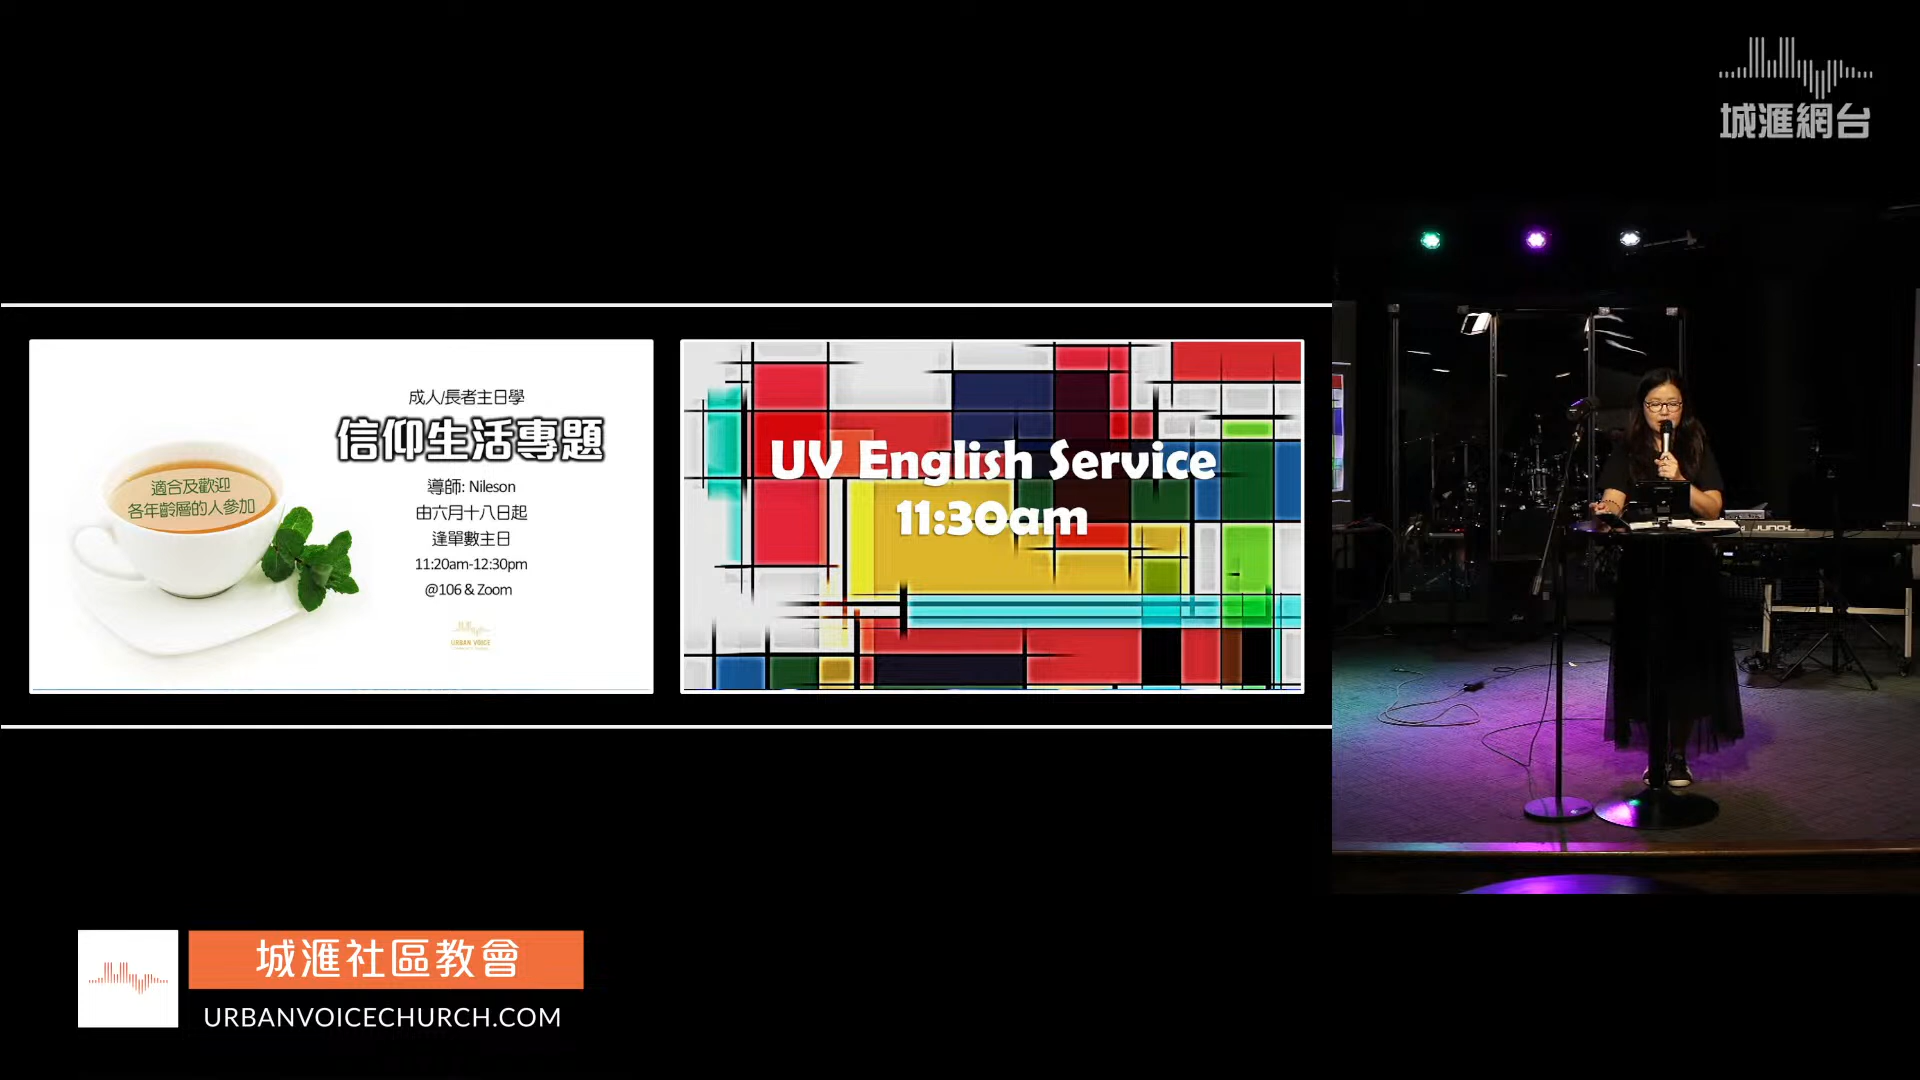 城滙網台
成人/長者主日學
信仰生活專題
適合及歡迎
各年齡層的人參加
導師: Nileson
由六月十八日起
逢單數主日
11:20am-12:30pm
@106 & Zoom
URBAN VOICE
UV English Service
11:30am
城滙社區教會
URBANVOICECHURCH.COM